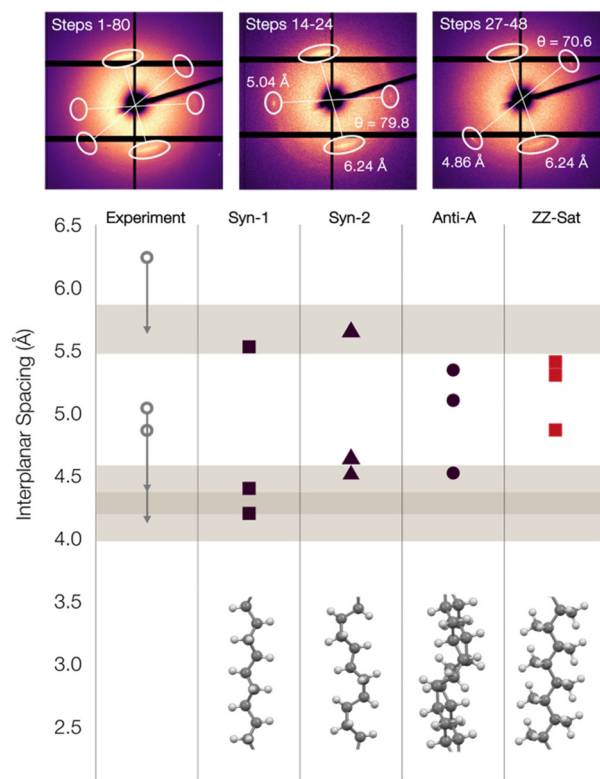 Steps 1-80
Steps 14-24
Steps 27-48
θ = 70.6
5.04 Å
θ = 79.8
6.24 Å
4.86 Å
6.24 Å
Experiment
Syn-1
Syn-2
Anti-A
ZZ-Sat
Interplanar Spacing (Å)
6.5
6.0
5.5
5.0
4.5
4.0
3.5
3.0
2.5